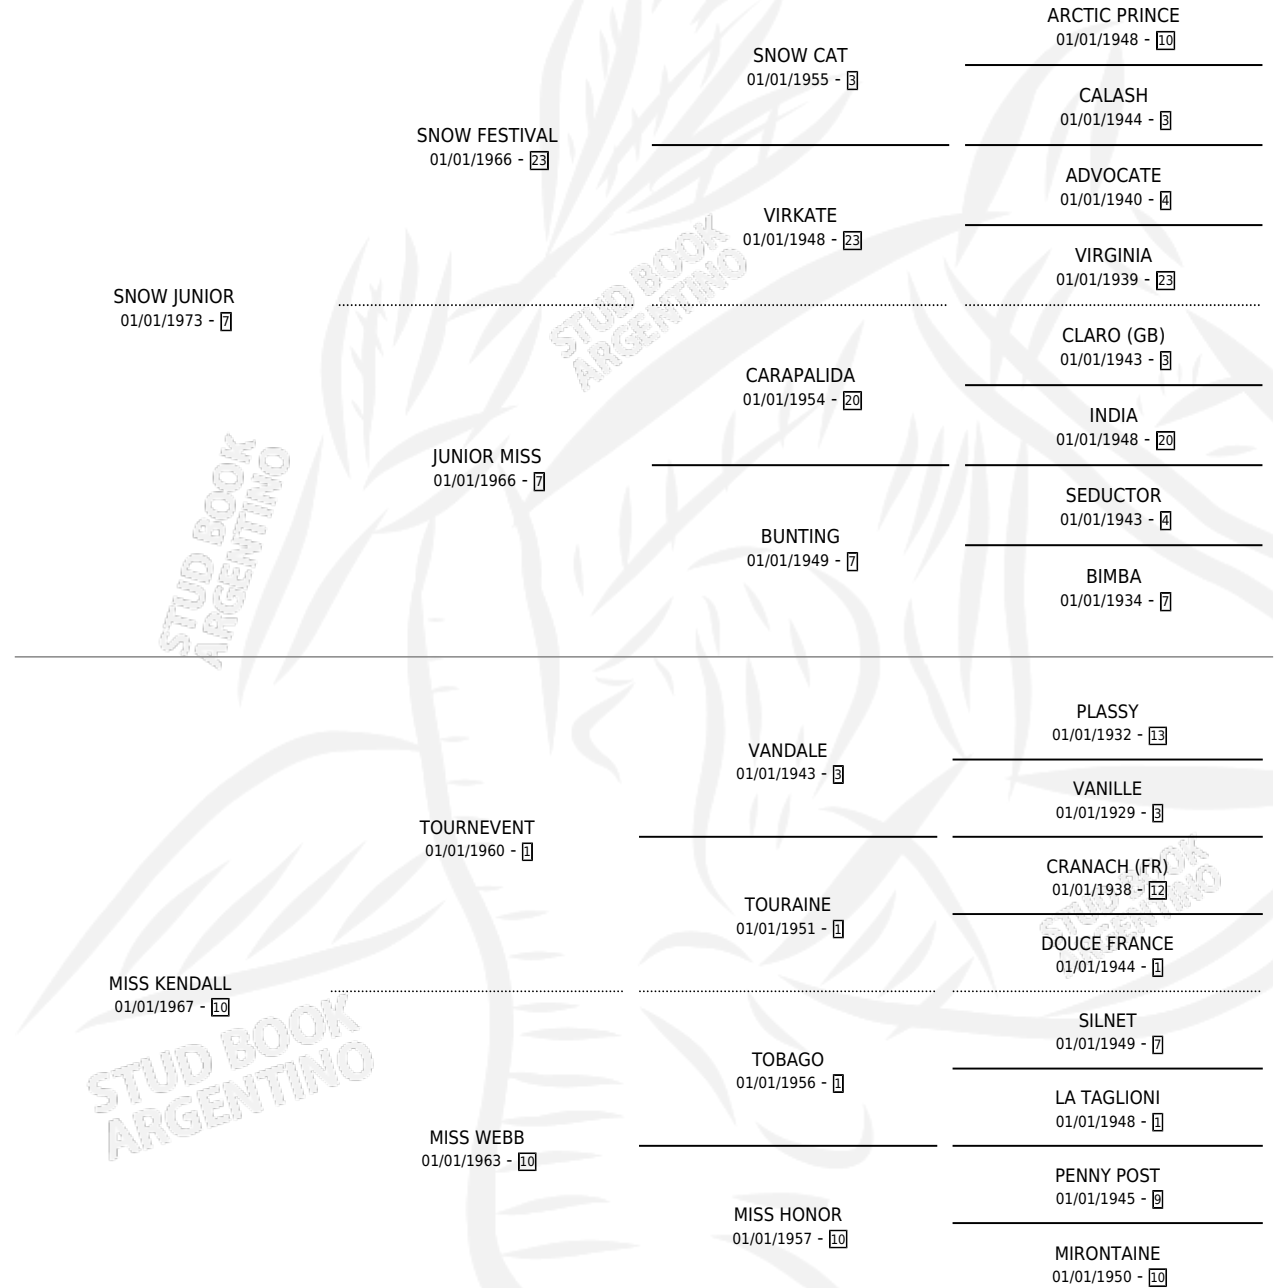 ARCTIC PRINCE
01/01/1948 - 10
SNOW CAT
01/01/1955 - 3
CALASH
01/01/1944 - 3
SNOW FESTIVAL
01/01/1966 - 23
ADVOCATE
01/01/1940 - 4
VIRKATE
01/01/1948 - 23
VIRGINIA
01/01/1939 - 23
SNOW JUNIOR
01/01/1973 - 7
CLARO (GB)
01/01/1943 - 3
CARAPALIDA
01/01/1954 - 20
INDIA
01/01/1948 - 20
JUNIOR MISS
01/01/1966 - 7
SEDUCTOR
01/01/1943 - 4
BUNTING
01/01/1949 - 7
BIMBA
01/01/1934 - 7
PLASSY
01/01/1932 - 13
VANDALE
01/01/1943 - 3
VANILLE
01/01/1929 - 3
TOURNEVENT
01/01/1960 - 1
CRANACH (FR)
01/01/1938 - 12
TOURAINE
01/01/1951 - 1
DOUCE FRANCE
01/01/1944 - 1
MISS KENDALL
01/01/1967 - 10
SILNET
01/01/1949 - 7
TOBAGO
01/01/1956 - 1
LA TAGLIONI
01/01/1948 - 1
MISS WEBB
01/01/1963 - 10
PENNY POST
01/01/1945 - 9
MISS HONOR
01/01/1957 - 10
MIRONTAINE
01/01/1950 - 10
STUD BOOK
ARGENTINO
STUD BOOK
ARGENTINO
STUD BOOK
ARGENTINO
STUD BOOK
ARGENTINO